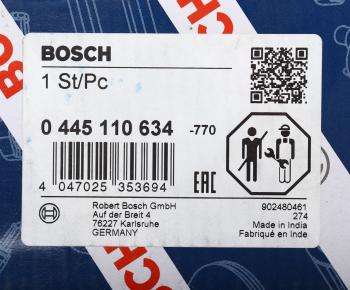 BOSCH
1 St/Pc
0 445 110 634 -770
4 047025 353694
EAC
Robert Bosch GmbH
Auf der Breit 4
76227 Karlsruhe
GERMANY
902480461
274
Made in India
Fabriqué en Inde